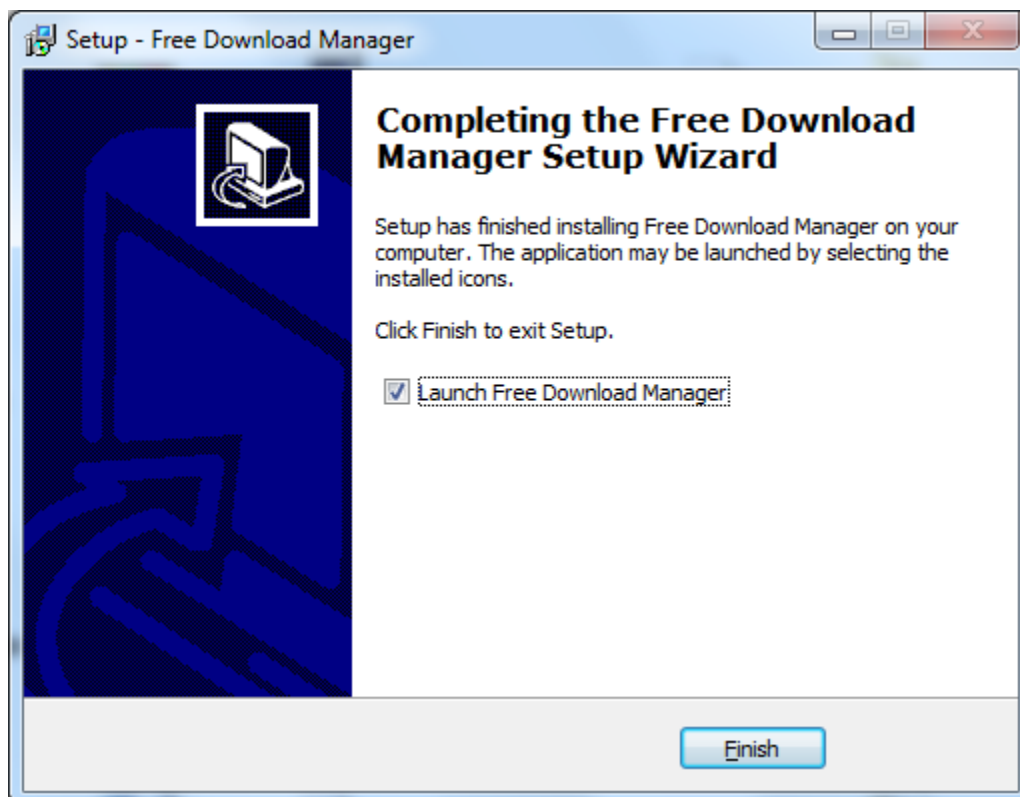 Setup - Free Download Manager
Completing the Free Download
Manager Setup Wizard
Setup has finished installing Free Download Manager on your
computer. The application may be launched by selecting the
installed icons.
Click Finish to exit Setup.
Launch Free Download Manager
Finish